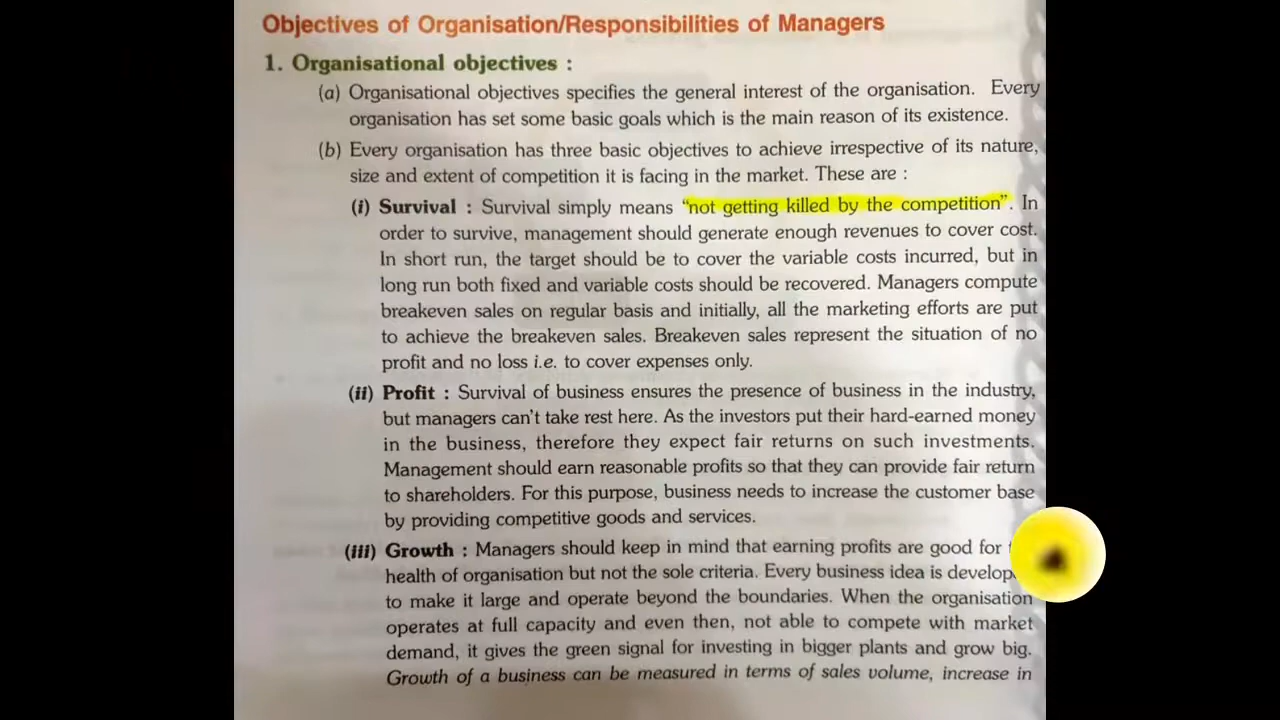 Objectives of Organisation/Responsibilities of Managers
1. Organisational objectives :
(a) Organisational objectives specifies the general interest of the organisation. Every
organisation has set some basic goals which is the main reason of its existence.
(b) Every organisation has three basic objectives to achieve irrespective of its nature,
size and extent of competition it is facing in the market. These are :
(i) Survival : Survival simply means “not getting killed by the competition”. In
order to survive, management should generate enough revenues to cover cost.
In short run, the target should be to cover the variable costs incurred, but in
long run both fixed and variable costs should be recovered. Managers compute
breakeven sales on regular basis and initially, all the marketing efforts are put
to achieve the breakeven sales. Breakeven sales represent the situation of no
profit and no loss i.e. to cover expenses only.
(ii) Profit : Survival of business ensures the presence of business in the industry,
but managers can’t take rest here. As the investors put their hard-earned money
in the business, therefore they expect fair returns on such investments.
Management should earn reasonable profits so that they can provide fair return
to shareholders. For this purpose, business needs to increase the customer base
by providing competitive goods and services.
(iii) Growth : Managers should keep in mind that earning profits are good for
health of organisation but not the sole criteria. Every business idea is
to make it large and operate beyond the boundaries. When the organisation
operates at full capacity and even then, not able to compete with market
demand, it gives the green signal for investing in bigger plants and grow big.
Growth of a business can be measured in terms of sales volume, increase in